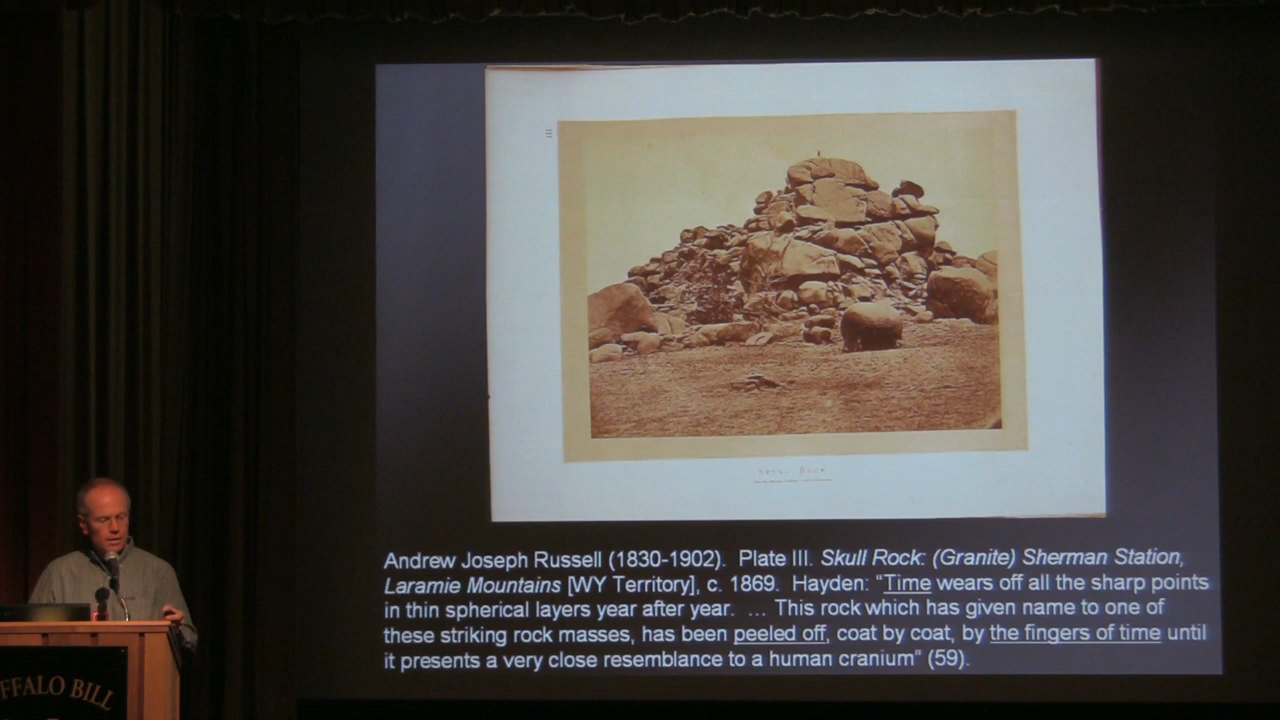 III.
SKULL ROCK
Andrew Joseph Russell (1830-1902). Plate III. Skull Rock: (Granite) Sherman Station,
Laramie Mountains [WY Territory], c. 1869. Hayden: “Time wears off all the sharp points
in thin spherical layers year after year. … This rock which has given name to one of
these striking rock masses, has been peeled off, coat by coat, by the fingers of time until
it presents a very close resemblance to a human cranium” (59).
FFALO BILL